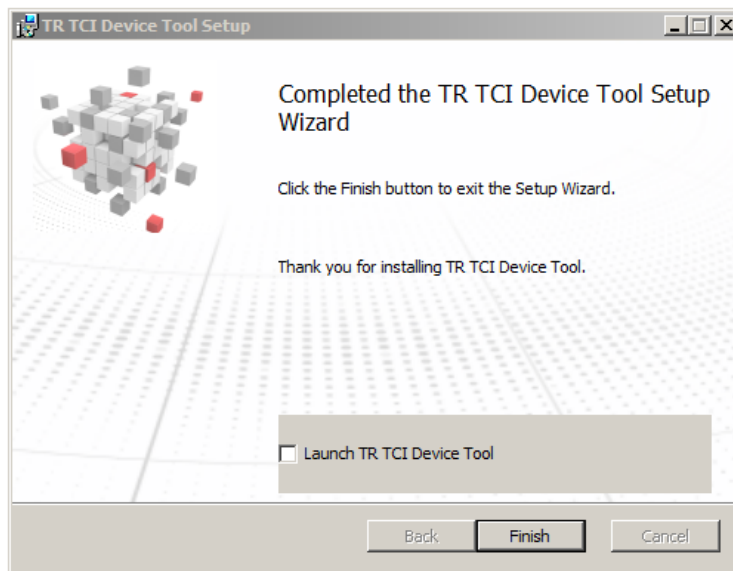 TR TCI Device Tool Setup
Completed the TR TCI Device Tool Setup
Wizard
Click the Finish button to exit the Setup Wizard.
Thank you for installing TR TCI Device Tool.
Launch TR TCI Device Tool
Back Finish Cancel